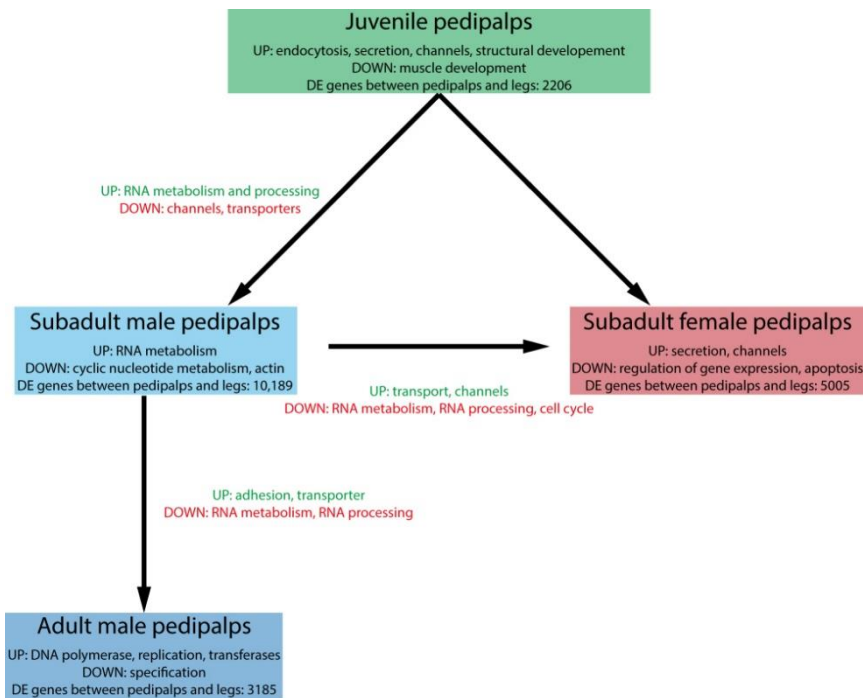 Juvenile pedipalps
UP: endocytosis, secretion, channels, structural developement
DOWN: muscle development
DE genes between pedipalps and legs: 2206
UP: RNA metabolism and processing
DOWN: channels, transporters
Subadult male pedipalps
UP: RNA metabolism
DOWN: cyclic nucleotide metabolism, actin
DE genes between pedipalps and legs: 10,189
Subadult female pedipalps
UP: secretion, channels
DOWN: regulation of gene expression, apoptosis
DE genes between pedipalps and legs: 5005
UP: transport, channels
DOWN: RNA metabolism, RNA processing, cell cycle
UP: adhesion, transporter
DOWN: RNA metabolism, RNA processing
Adult male pedipalps
UP: DNA polymerase, replication, transferases
DOWN: specification
DE genes between pedipalps and legs: 3185